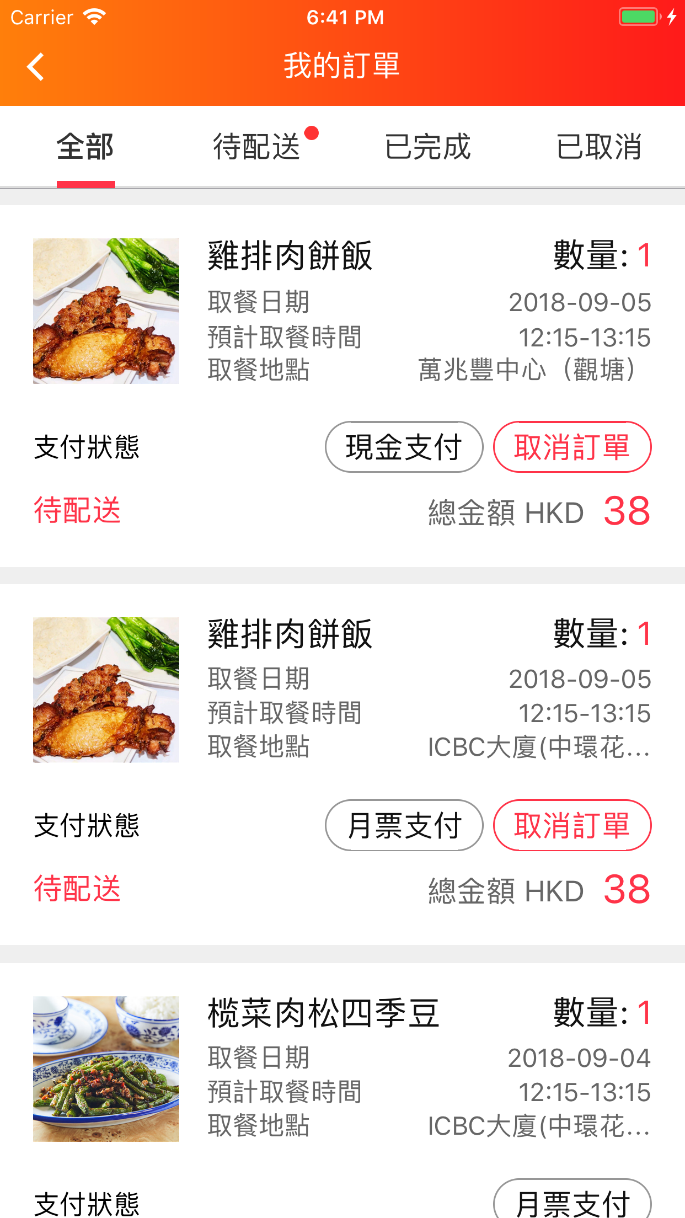 Carrier 6:41 PM
我的訂單
全部 待配送 已完成 已取消
雞排肉餅飯 數量: 1
取餐日期 2018-09-05
預計取餐時間 12:15-13:15
取餐地點 萬兆豐中心（觀塘）
支付狀態 現金支付 取消訂單
待配送 總金額 HKD 38
雞排肉餅飯 數量: 1
取餐日期 2018-09-05
預計取餐時間 12:15-13:15
取餐地點 ICBC大廈(中環花...
支付狀態 月票支付 取消訂單
待配送 總金額 HKD 38
榄菜肉松四季豆 數量: 1
取餐日期 2018-09-04
預計取餐時間 12:15-13:15
取餐地點 ICBC大廈(中環花...
支付狀態 月票支付